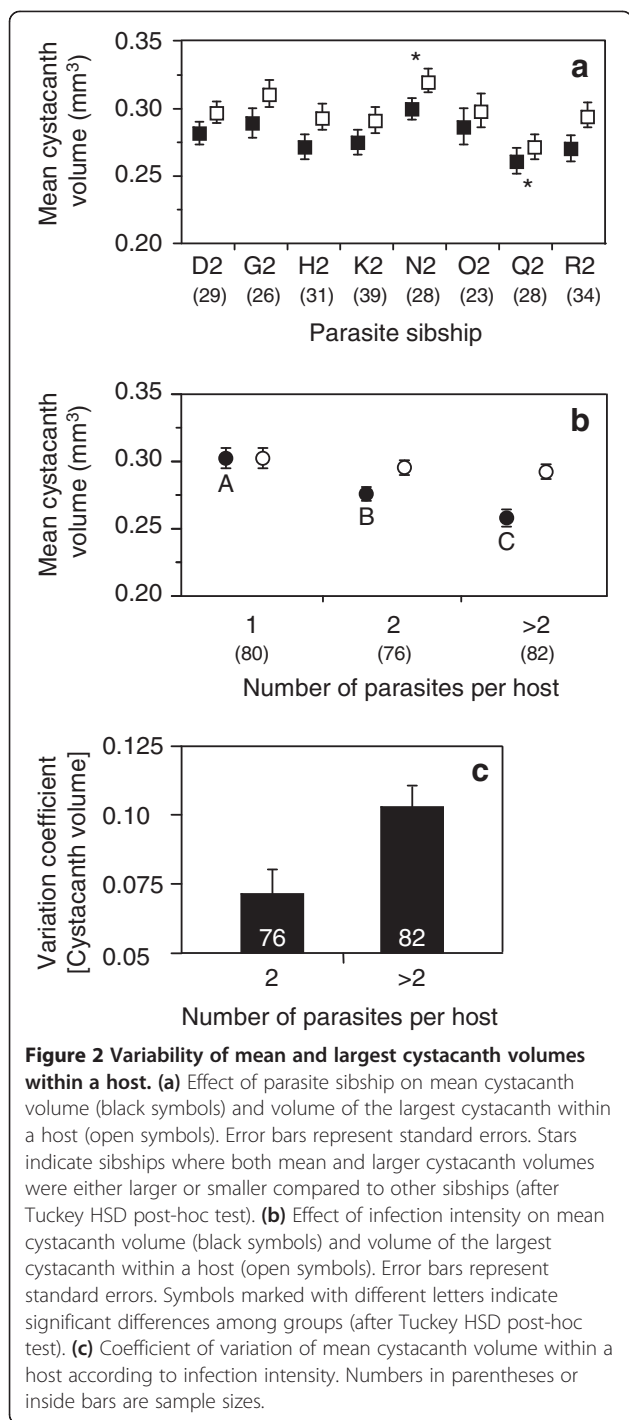 0.35
0.30
0.25
0.20
Mean cystacanth
volume (mm³)
a
*
*
D2 G2 H2 K2 N2 O2 Q2 R2
(29) (26) (31) (39) (28) (23) (28) (34)
Parasite sibship
0.35
0.30
0.25
0.20
Mean cystacanth
volume (mm³)
b
A
B
C
1 2 >2
(80) (76) (82)
Number of parasites per host
0.125
0.10
0.075
0.05
Variation coefficient
[Cystacanth volume]
c
76 82
2 >2
Number of parasites per host
Figure 2 Variability of mean and largest cystacanth volumes
within a host. (a) Effect of parasite sibship on mean cystacanth
volume (black symbols) and volume of the largest cystacanth within
a host (open symbols). Error bars represent standard errors. Stars
indicate sibships where both mean and larger cystacanth volumes
were either larger or smaller compared to other sibships (after
Tuckey HSD post-hoc test). (b) Effect of infection intensity on mean
cystacanth volume (black symbols) and volume of the largest
cystacanth within a host (open symbols). Error bars represent
standard errors. Symbols marked with different letters indicate
significant differences among groups (after Tuckey HSD post-hoc
test). (c) Coefficient of variation of mean cystacanth volume within a
host according to infection intensity. Numbers in parentheses or
inside bars are sample sizes.